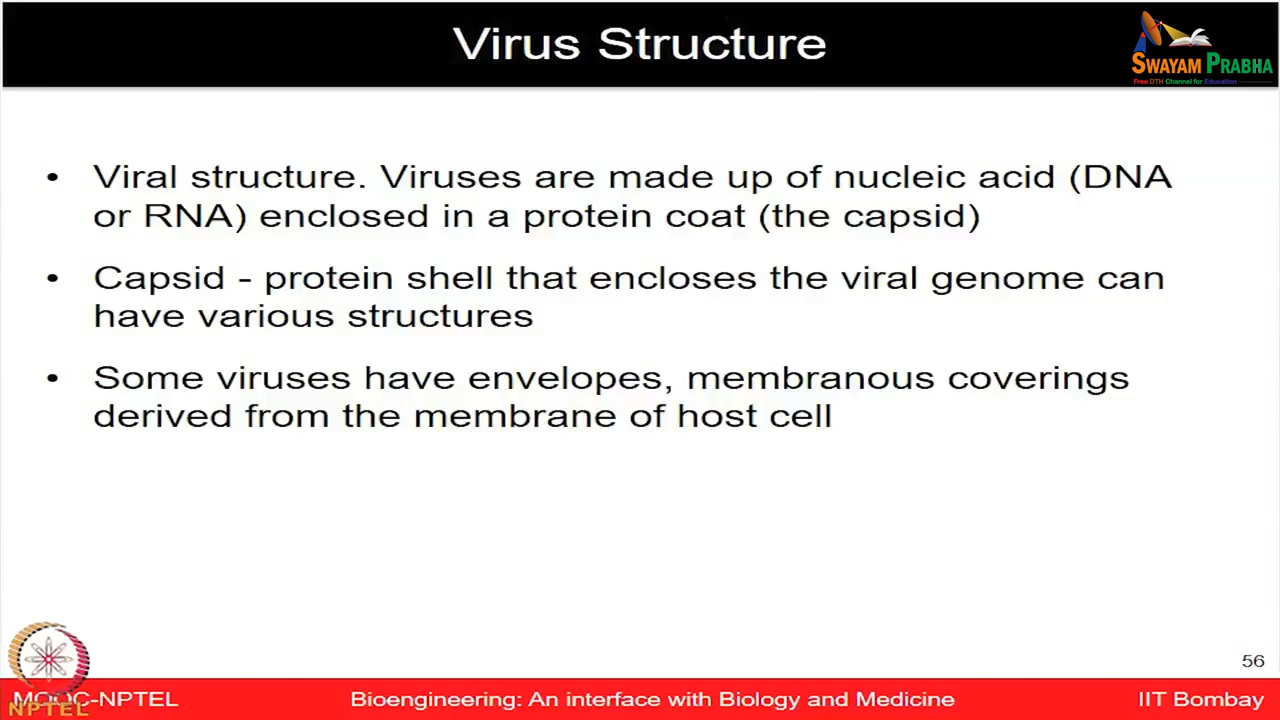 Virus Structure
SWAYAM PRABHA
Free DTH Channel for Education
• Viral structure. Viruses are made up of nucleic acid (DNA
or RNA) enclosed in a protein coat (the capsid)
• Capsid - protein shell that encloses the viral genome can
have various structures
• Some viruses have envelopes, membranous coverings
derived from the membrane of host cell
56
MOOC-NPTEL
NPTEL
Bioengineering: An interface with Biology and Medicine
IIT Bombay